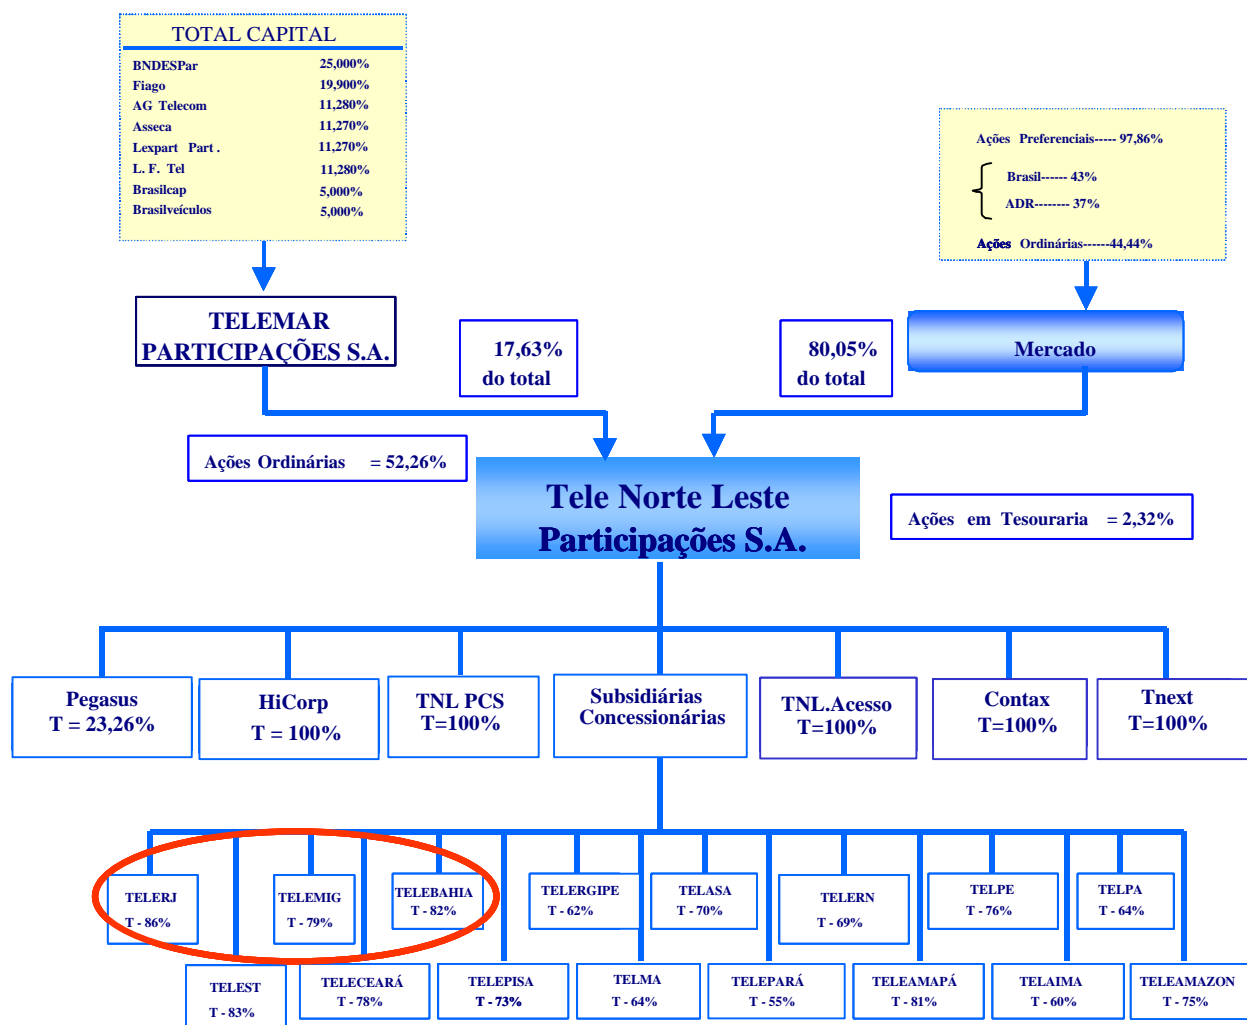 TOTAL CAPITAL
BNDESPar 25,000%
Fiago 19,900%
AG Telecom 11,280%
Asseca 11,270%
Lexpart Part . 11,270%
L. F. Tel 11,280%
Brasilcap 5,000%
Brasilveículos 5,000%
Ações Preferenciais----- 97,86%
Brasil------ 43%
ADR-------- 37%
Ações Ordinárias------44,44%
TELEMAR
PARTICIPAÇÕES S.A.
17,63%
do total
80,05%
do total
Mercado
Ações Ordinárias = 52,26%
Tele Norte Leste
Participações S.A.
Ações em Tesouraria = 2,32%
Pegasus
T = 23,26%
HiCorp
T = 100%
TNL PCS
T=100%
Subsidiárias
Concessionárias
TNL.Acesso
T=100%
Contax
T=100%
Tnext
T=100%
TELERJ
T - 86%
TELEMIG
T - 79%
TELEBAHIA
T - 82%
TELERGIPE
T - 62%
TELASA
T - 70%
TELERN
T - 69%
TELPE
T - 76%
TELPA
T - 64%
TELEST
T - 83%
TELECEARÁ
T - 78%
TELEPISA
T - 73%
TELMA
T - 64%
TELEPARÁ
T - 55%
TELEAMAPÁ
T - 81%
TELAIMA
T - 60%
TELEAMAZON
T - 75%